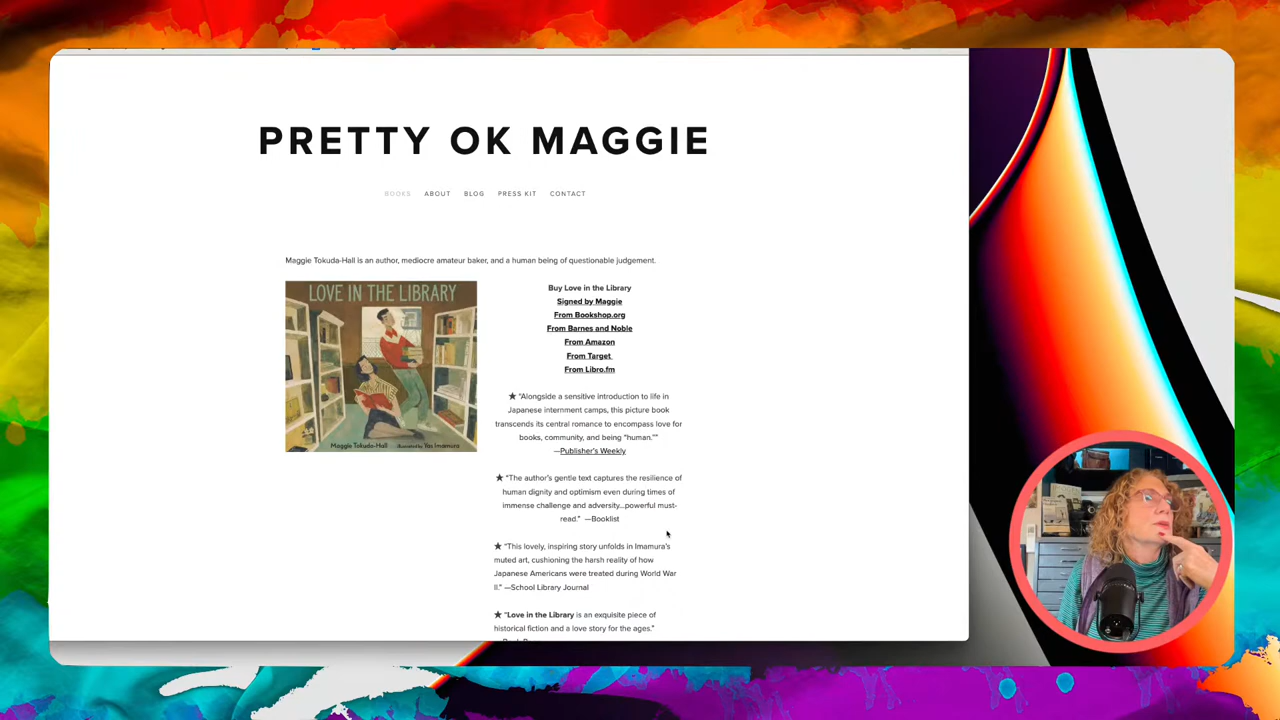 PRETTY OK MAGGIE
BOOKS ABOUT BLOG PRESS KIT CONTACT
Maggie Tokuda-Hall is an author, mediocre amateur baker, and a human being of questionable judgement.
LOVE IN THE LIBRARY
Maggie Tokuda-Hall illustrated by Yas Imamura
Buy Love in the Library
Signed by Maggie
From Bookshop.org
From Barnes and Noble
From Amazon
From Target
From Libro.fm
★ "Alongside a sensitive introduction to life in
Japanese internment camps, this picture book
transcends its central romance to encompass love for
books, community, and being "human.""
—Publisher's Weekly
★ "The author's gentle text captures the resilience of
human dignity and optimism even during times of
immense challenge and adversity...powerful must-
read." —Booklist
★ "This lovely, inspiring story unfolds in Imamura's
muted art, cushioning the harsh reality of how
Japanese Americans were treated during World War
II." —School Library Journal
★ "Love in the Library is an exquisite piece of
historical fiction and a love story for the ages."